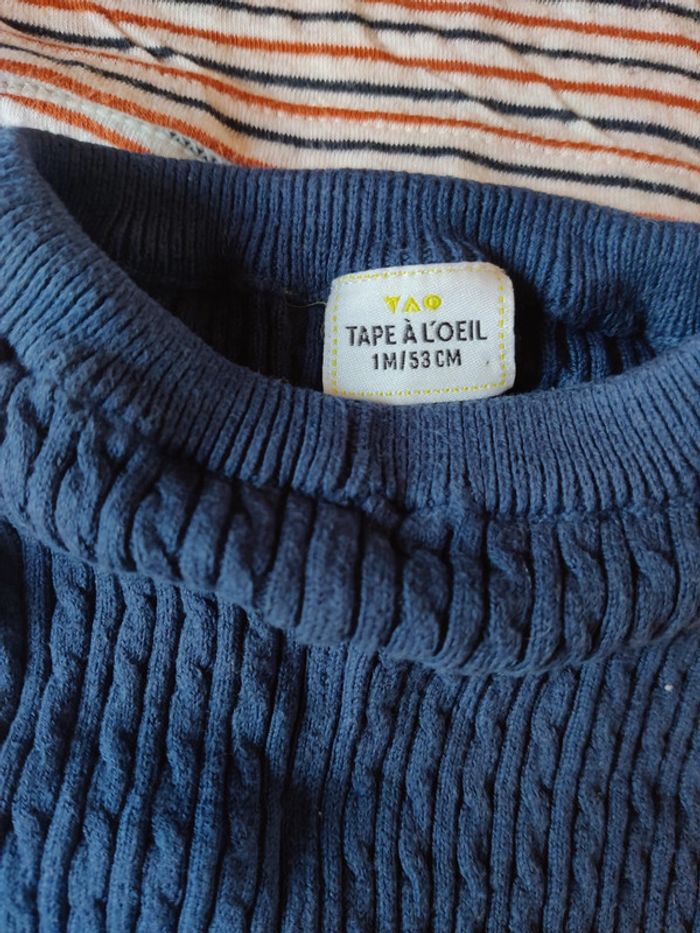 TAO
TAPE À L'OEIL
1M/53 CM